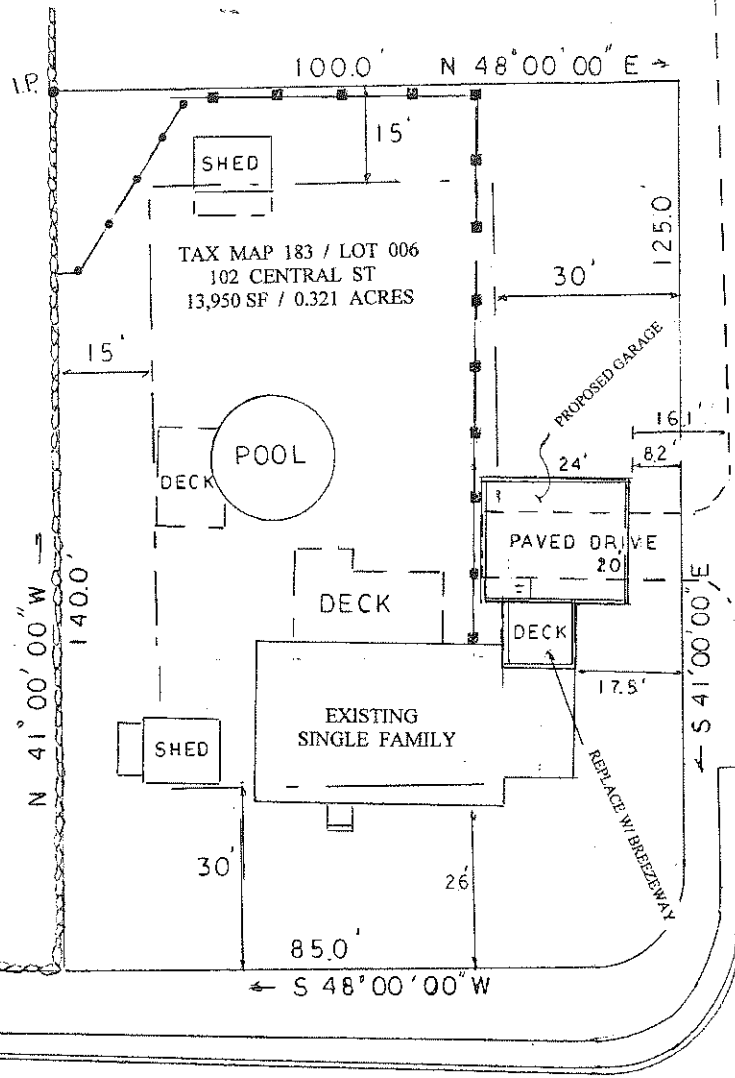 100.0' N 48°00'00" E →
I.P.
15'
SHED
125.0'
TAX MAP 183 / LOT 006
102 CENTRAL ST
13,950 SF / 0.321 ACRES
30'
15'
PROPOSED GARAGE
16.1'
8.2'
POOL
24'
DECK
PAVED DRIVE
20'
N 41°00'00" W →
140.0'
DECK
DECK
← S 41°00'00" E
17.5'
EXISTING
SINGLE FAMILY
SHED
REPLACE W/ BREEZEWAY
30'
26'
85.0'
← S 48°00'00" W